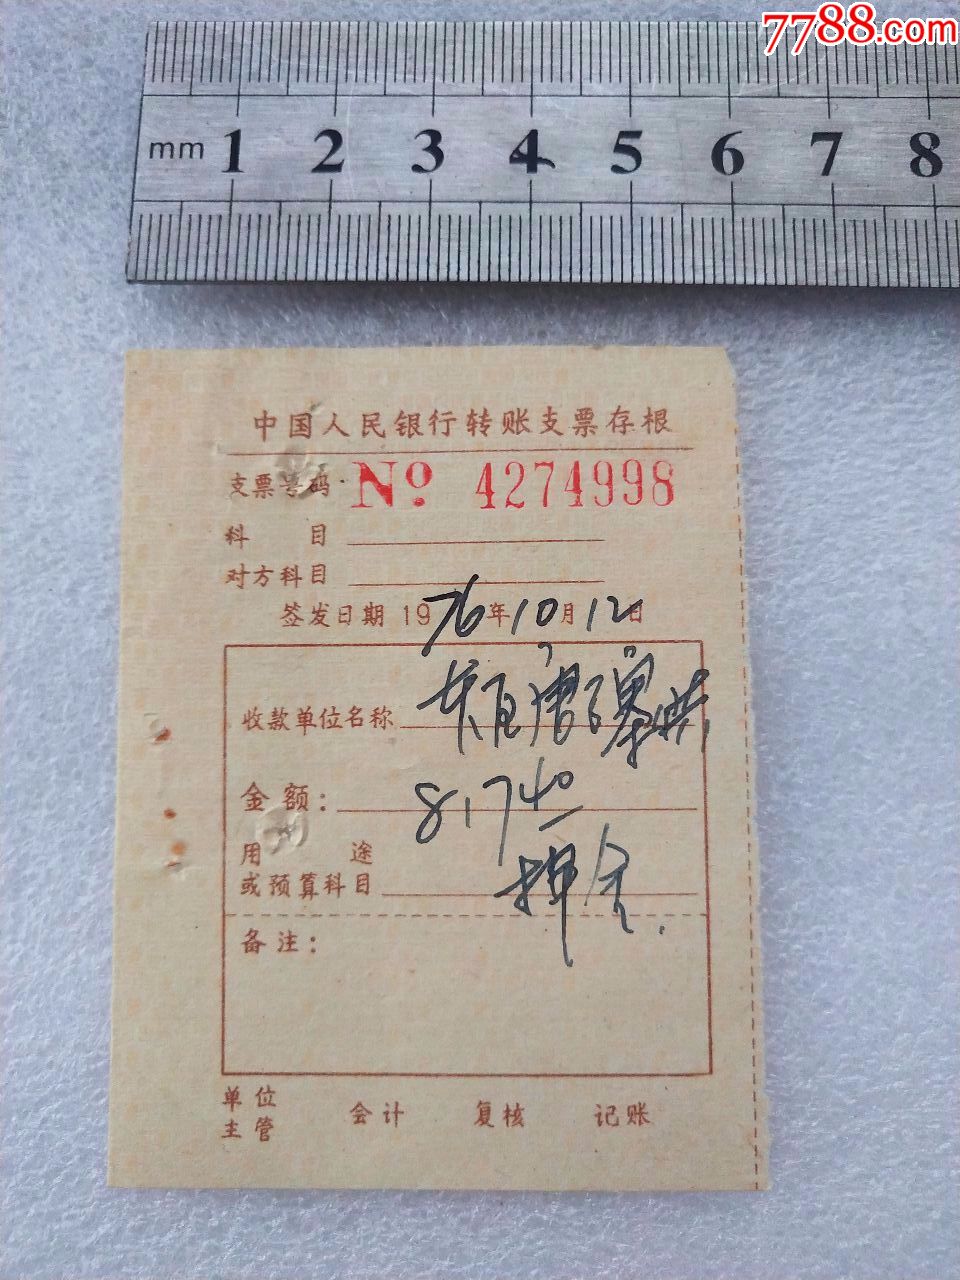 7788.com
mm 1 2 3 4 5 6 7 8
中国人民银行转账支票存根
支票号码 No 4274998
科 目
对方科目
签发日期 1976年10月12日
收款单位名称
金额：81740
用 途
或预算科目
备注：
单位
主管
会计 复核 记账